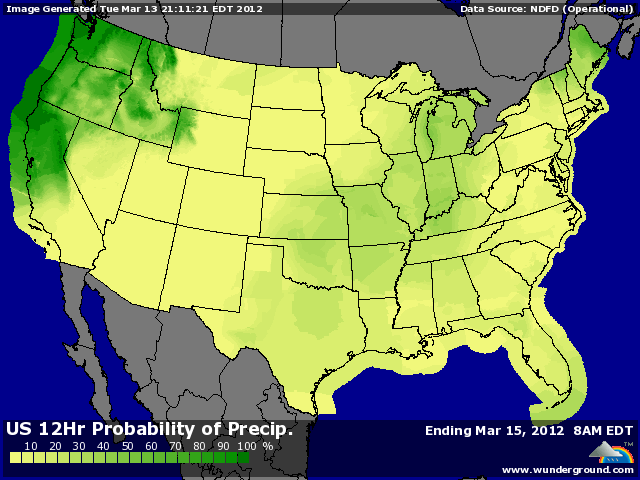 Image Generated Tue Mar 13 21:11:21 EDT 2012 Data Source: NDFD (Operational)
US 12Hr Probability of Precip. Ending Mar 15, 2012 8AM EDT
10 20 30 40 50 60 70 80 90 100 %
TM
www.wunderground.com